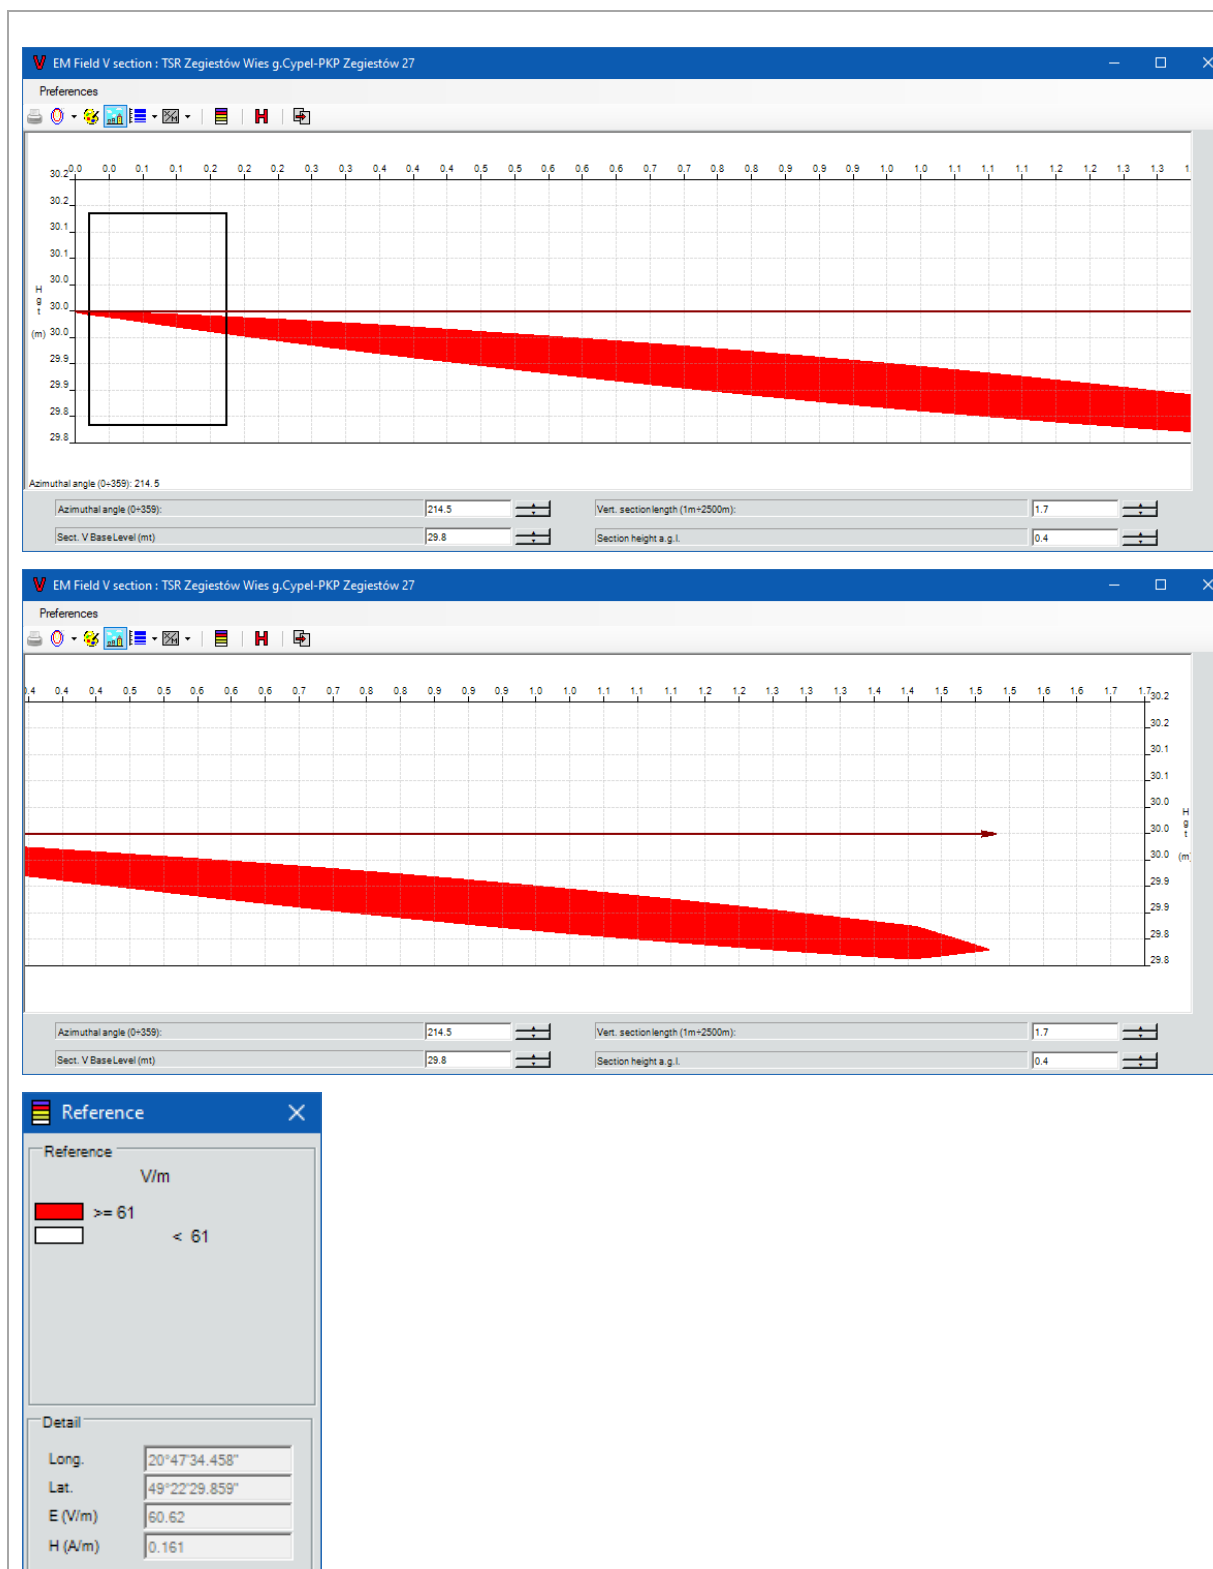 EM Field V section : TSR Zegiestów Wies g.Cypel-PKP Zegiestów 27
Preferences
0.0 0.0 0.1 0.1 0.2 0.2 0.3 0.3 0.3 0.4 0.4 0.4 0.5 0.5 0.6 0.6 0.6 0.7 0.7 0.8 0.8 0.9 0.9 0.9 1.0 1.0 1.1 1.1 1.1 1.2 1.2 1.3 1.3 1.
30.2
30.2
30.1
30.1
30.0
30.0
30.0
29.9
29.9
29.8
29.8
Hgt (m)
Azimuthal angle (0÷359): 214.5
Azimuthal angle (0÷359): 214.5 Vert. section length (1m÷2500m): 1.7
Sect. V Base Level (mt) 29.8 Section height a.g.l. 0.4
EM Field V section : TSR Zegiestów Wies g.Cypel-PKP Zegiestów 27
Preferences
0.4 0.4 0.4 0.5 0.5 0.6 0.6 0.6 0.7 0.7 0.8 0.8 0.9 0.9 0.9 1.0 1.0 1.1 1.1 1.1 1.2 1.2 1.3 1.3 1.3 1.4 1.4 1.5 1.5 1.5 1.6 1.6 1.7 1.7
30.2
30.2
30.1
30.1
30.0
30.0
30.0
29.9
29.9
29.8
29.8
Hgt (m)
Azimuthal angle (0÷359): 214.5 Vert. section length (1m÷2500m): 1.7
Sect. V Base Level (mt) 29.8 Section height a.g.l. 0.4
Reference
Reference
V/m
>= 61
< 61
Detail
Long. 20°47'34.458"
Lat. 49°22'29.859"
E (V/m) 60.62
H (A/m) 0.161